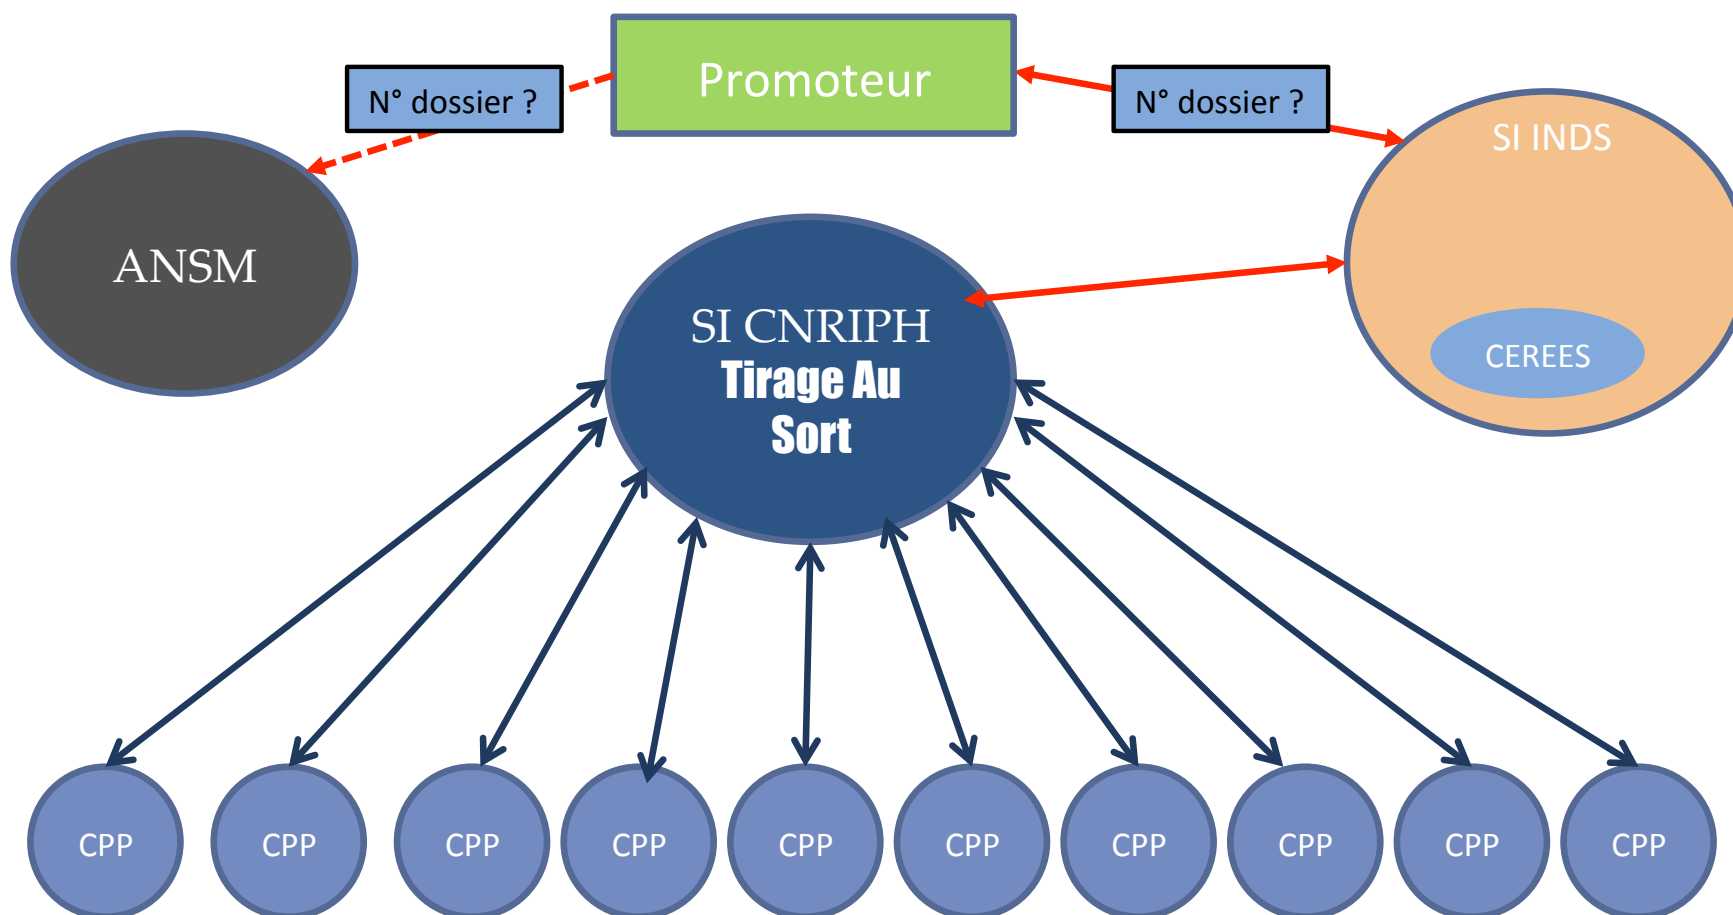 Promoteur
N° dossier ?
N° dossier ?
SI INDS
ANSM
SI CNRIPH
Tirage Au
Sort
CEREES
CPP
CPP
CPP
CPP
CPP
CPP
CPP
CPP
CPP
CPP